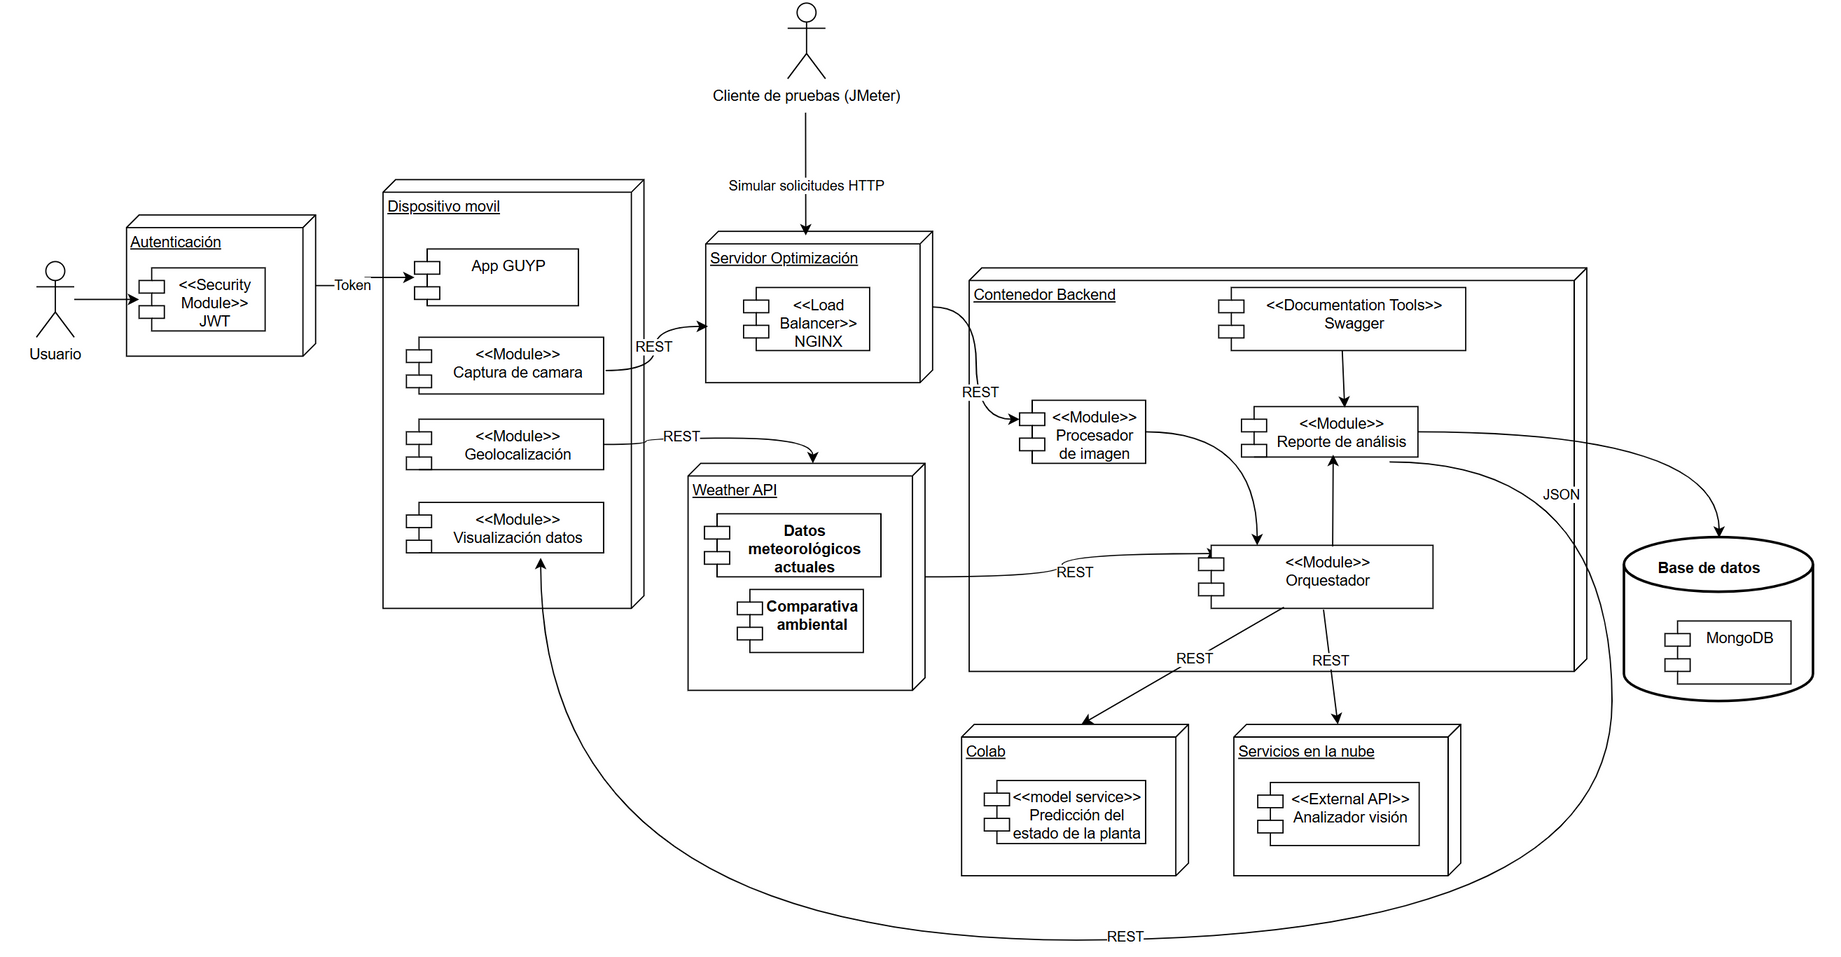 Cliente de pruebas (JMeter)
Simular solicitudes HTTP
Usuario
Autenticación
<<Security
Module>>
JWT
Token
Dispositivo movil
App GUYP
<<Module>>
Captura de camara
<<Module>>
Geolocalización
<<Module>>
Visualización datos
REST
REST
Servidor Optimización
<<Load
Balancer>>
NGINX
REST
Weather API
Datos
meteorológicos
actuales
Comparativa
ambiental
REST
Contenedor Backend
<<Documentation Tools>>
Swagger
<<Module>>
Procesador
de imagen
<<Module>>
Reporte de análisis
<<Module>>
Orquestador
JSON
REST
REST
Base de datos
MongoDB
Colab
<<model service>>
Predicción del
estado de la planta
Servicios en la nube
<<External API>>
Analizador visión
REST